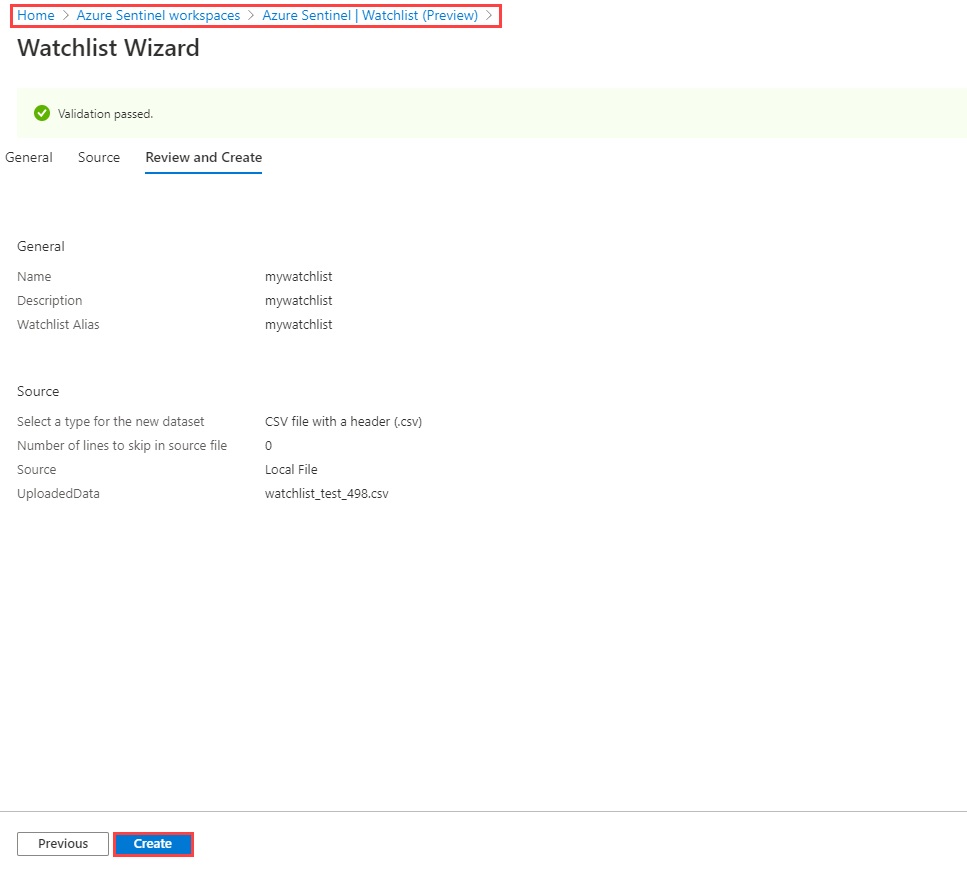 Home > Azure Sentinel workspaces > Azure Sentinel | Watchlist (Preview) >
Watchlist Wizard
Validation passed.
General Source Review and Create
General
Name mywatchlist
Description mywatchlist
Watchlist Alias mywatchlist
Source
Select a type for the new dataset CSV file with a header (.csv)
Number of lines to skip in source file 0
Source Local File
UploadedData watchlist_test_498.csv
Previous Create